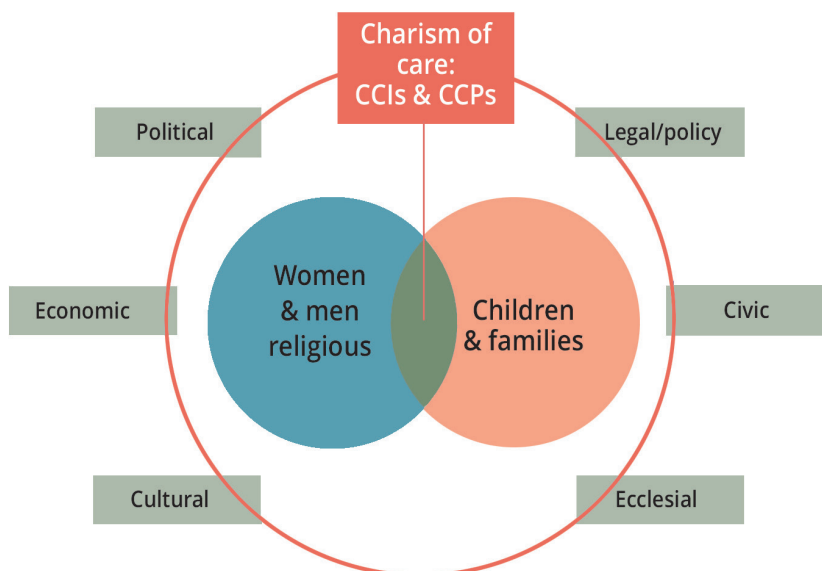 Charism of
care:
CCIs & CCPs
Political
Legal/policy
Women
& men
religious
Children
& families
Economic
Civic
Cultural
Ecclesial